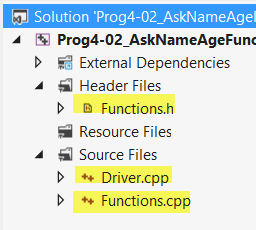 Solution 'Prog4-02_AskNameAge
Prog4-02_AskNameAgeFunc
External Dependencies
Header Files
Functions.h
Resource Files
Source Files
Driver.cpp
Functions.cpp